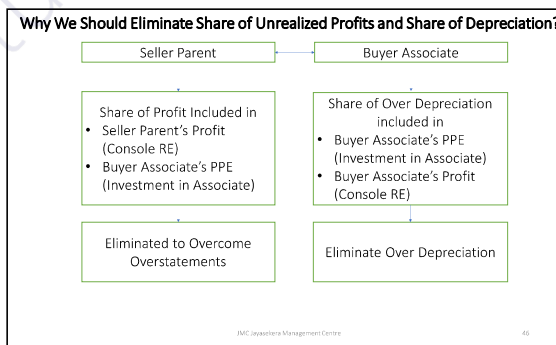 Why We Should Eliminate Share of Unrealized Profits and Share of Depreciation?
Seller Parent
Buyer Associate
Share of Profit Included in
• Seller Parent's Profit
(Console RE)
• Buyer Associate's PPE
(Investment in Associate)
Share of Over Depreciation
included in
• Buyer Associate's PPE
(Investment in Associate)
• Buyer Associate's Profit
(Console RE)
Eliminated to Overcome
Overstatements
Eliminate Over Depreciation
JMC Jayasekera Management Centre
46